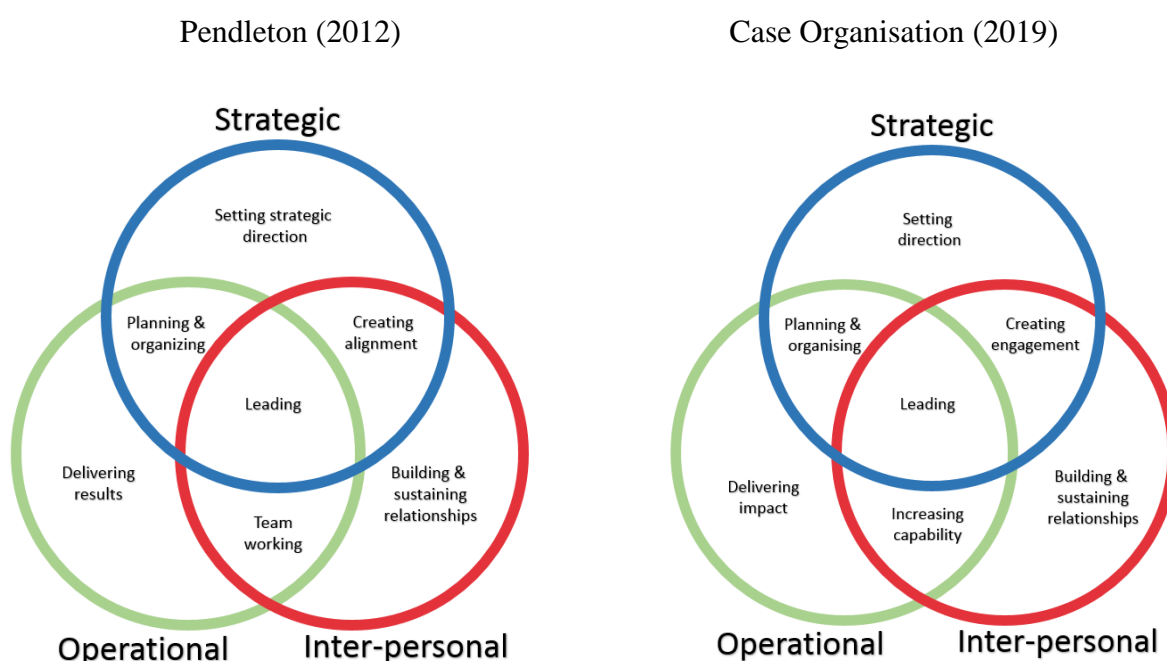 Pendleton (2012)
Strategic
Setting strategic
direction
Planning &
organizing
Creating
alignment
Leading
Delivering
results
Building &
sustaining
relationships
Team
working
Operational
Inter-personal
Case Organisation (2019)
Strategic
Setting
direction
Planning &
organising
Creating
engagement
Leading
Delivering
impact
Building &
sustaining
relationships
Increasing
capability
Operational
Inter-personal